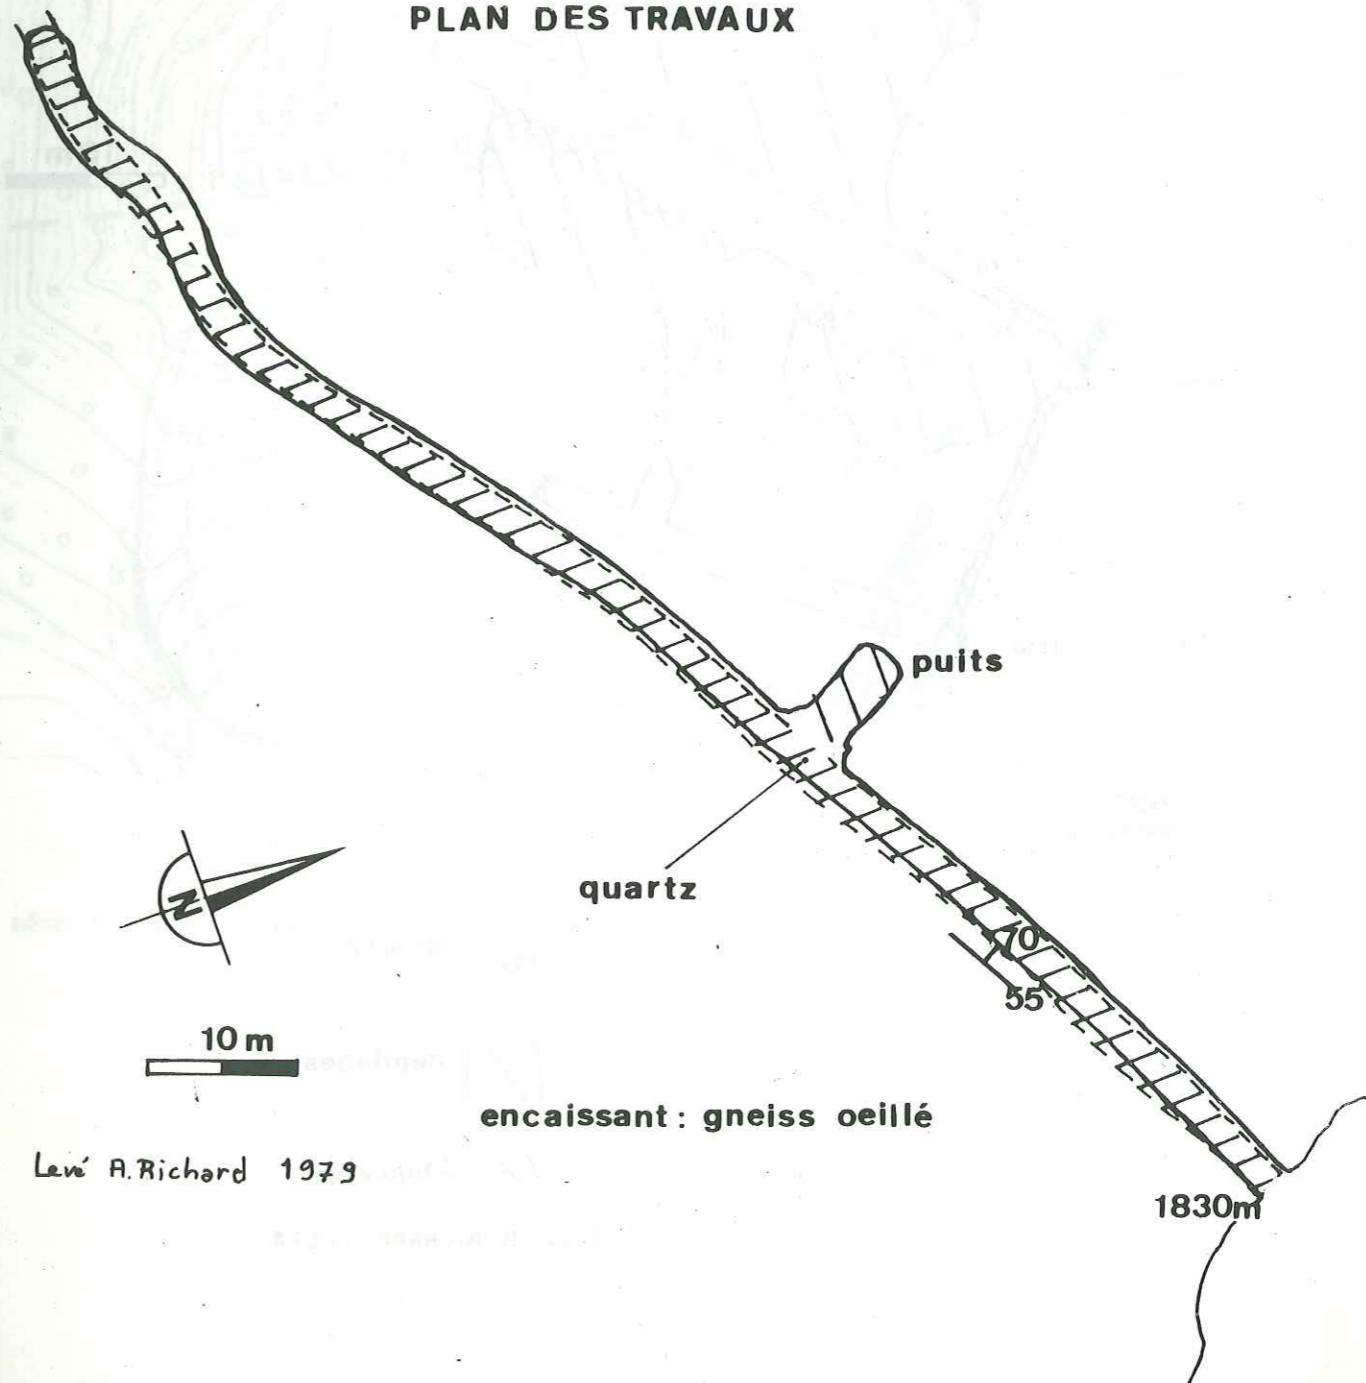 PLAN DES TRAVAUX
puits
quartz
N
70
55
10 m
encaissant : gneiss oeillé
Levé A. Richard 1979
1830m